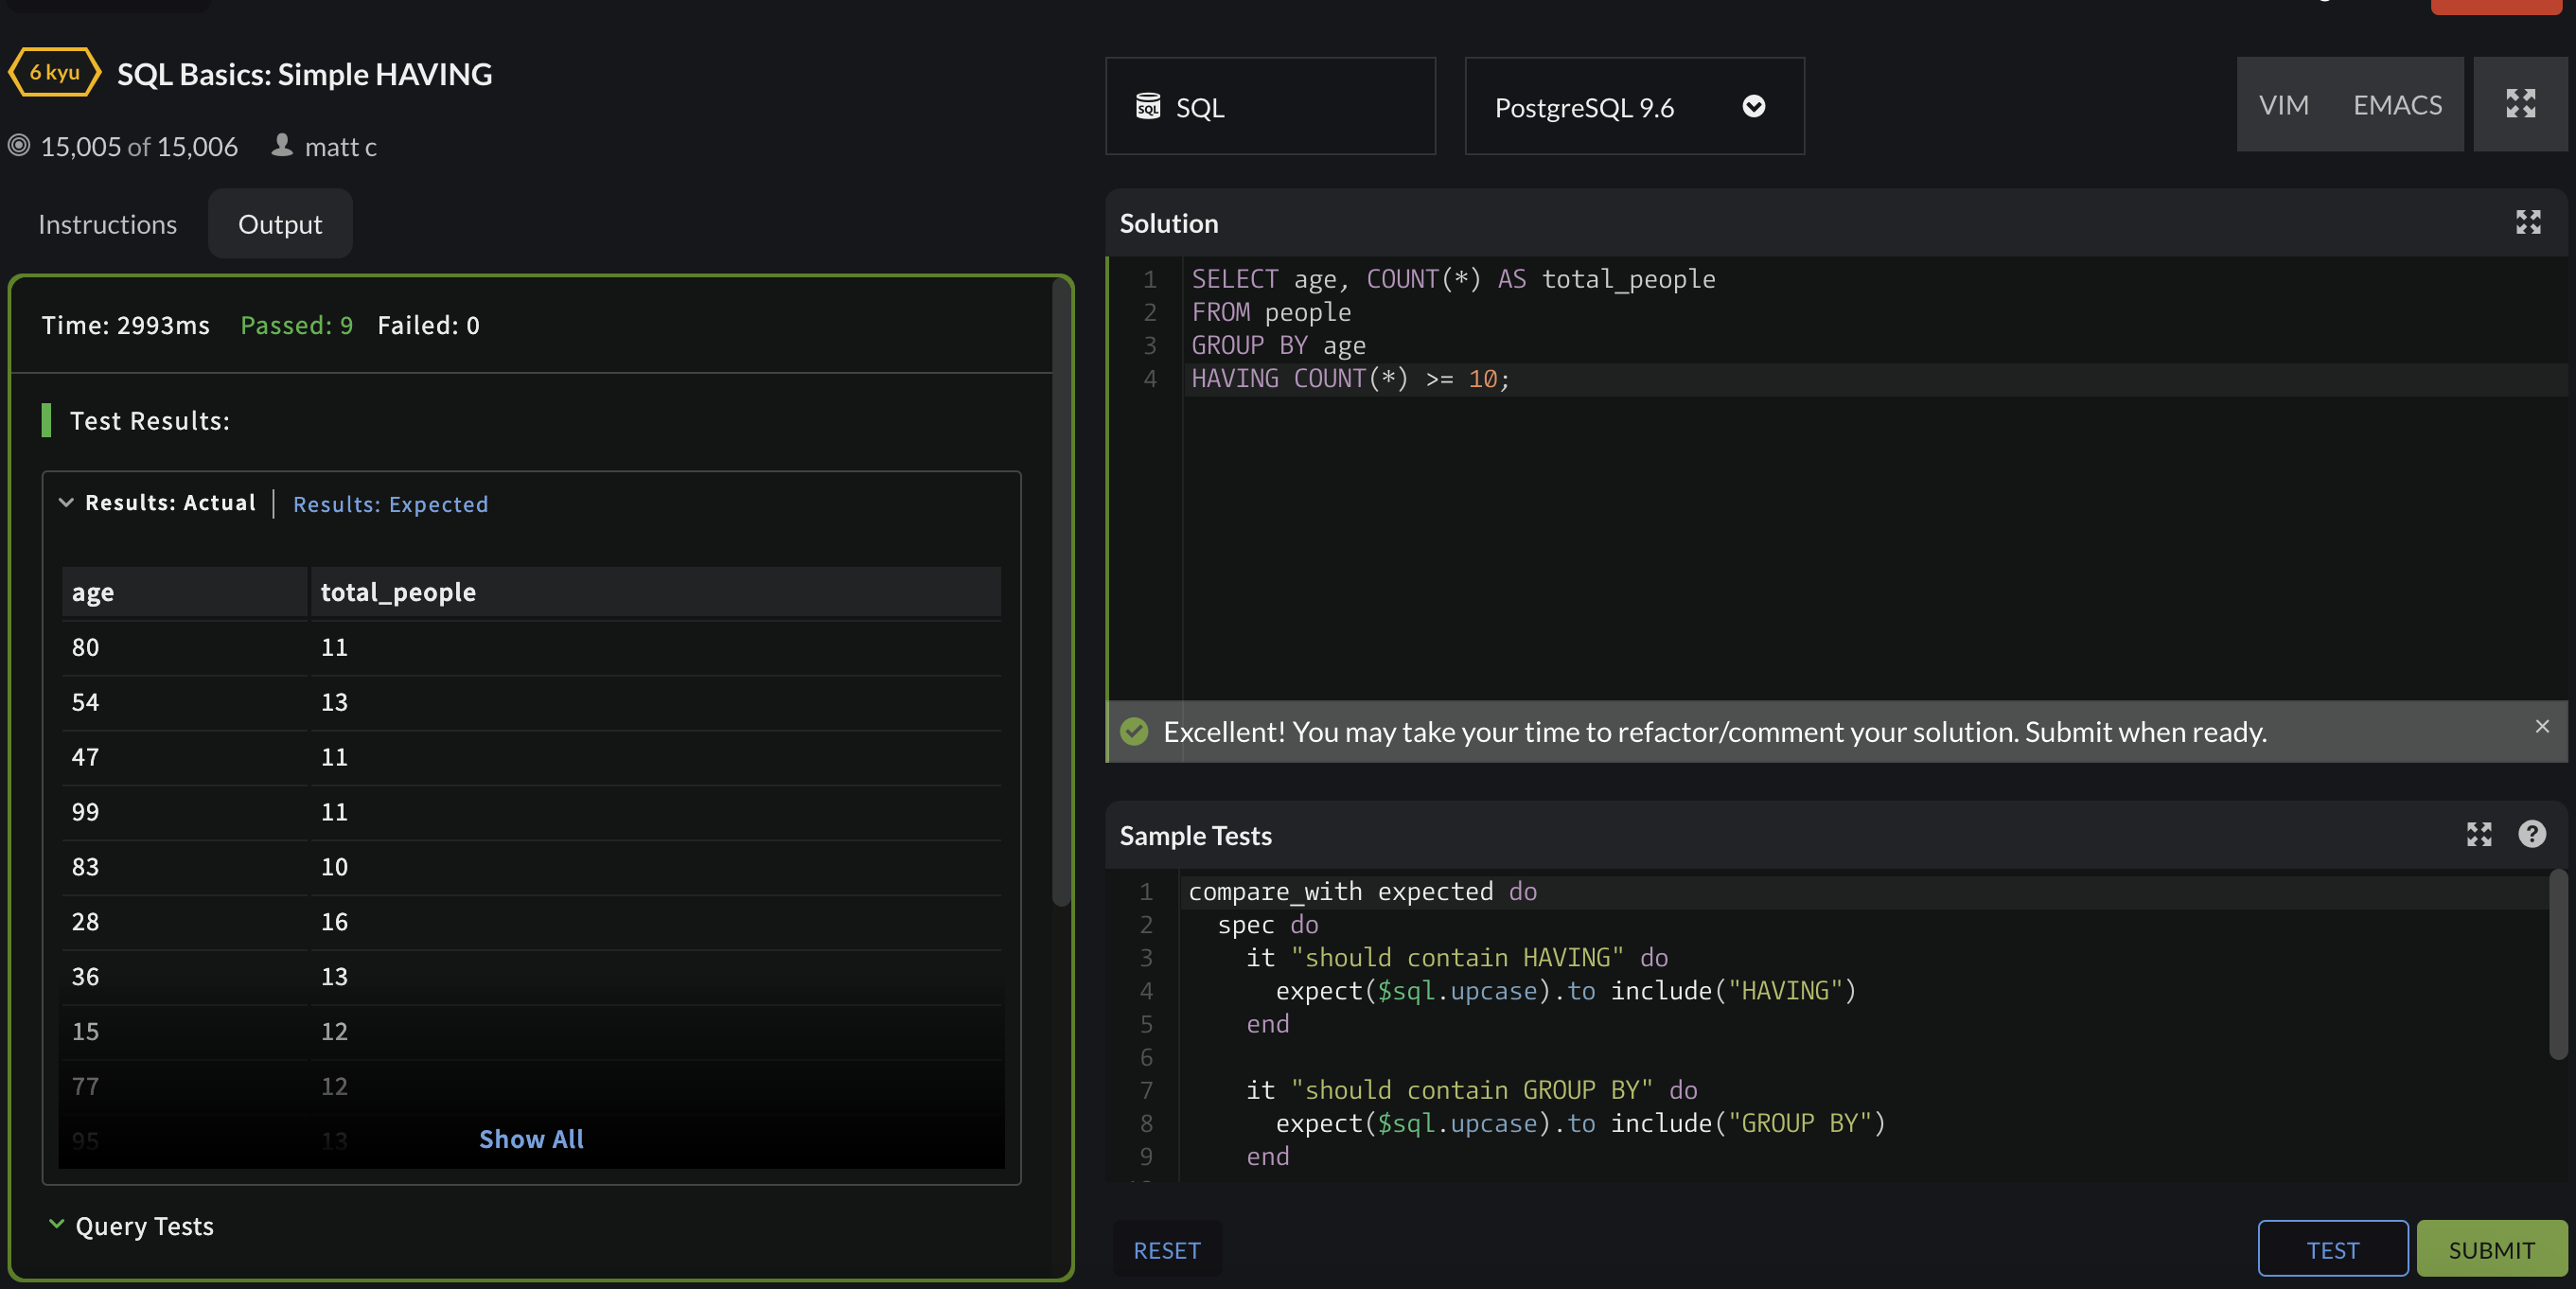 6 kyu
SQL Basics: Simple HAVING
15,005 of 15,006 matt c
Instructions Output
Time: 2993ms Passed: 9 Failed: 0
Test Results:
Results: Actual Results: Expected
age total_people
80 11
54 13
47 11
99 11
83 10
28 16
36 13
15 12
77 12
95 13
Show All
Query Tests
SQL
PostgreSQL 9.6
VIM EMACS
Solution
1 SELECT age, COUNT(*) AS total_people
2 FROM people
3 GROUP BY age
4 HAVING COUNT(*) >= 10;
Excellent! You may take your time to refactor/comment your solution. Submit when ready.
Sample Tests
1 compare_with expected do
2 spec do
3 it "should contain HAVING" do
4 expect($sql.upcase).to include("HAVING")
5 end
6
7 it "should contain GROUP BY" do
8 expect($sql.upcase).to include("GROUP BY")
9 end
RESET
TEST SUBMIT